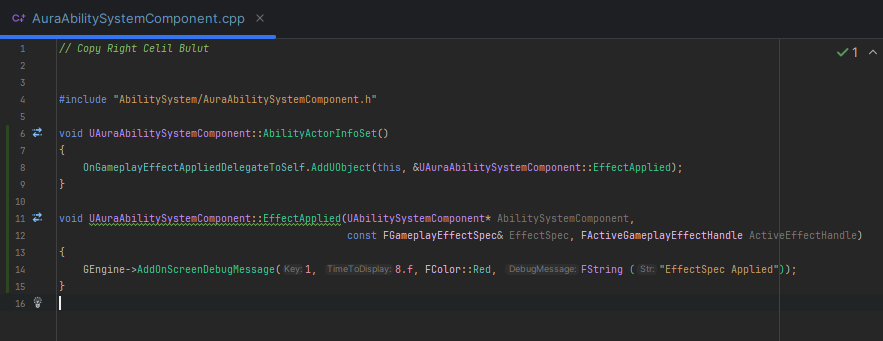 AuraAbilitySystemComponent.cpp
1 // Copy Right Celil Bulut
1
2
3
4 #include "AbilitySystem/AuraAbilitySystemComponent.h"
5
6 void UAuraAbilitySystemComponent::AbilityActorInfoSet()
7 {
8 OnGameplayEffectAppliedDelegateToSelf.AddUObject(this, &UAuraAbilitySystemComponent::EffectApplied);
9 }
10
11 void UAuraAbilitySystemComponent::EffectApplied(UAbilitySystemComponent* AbilitySystemComponent,
12 const FGameplayEffectSpec& EffectSpec, FActiveGameplayEffectHandle ActiveEffectHandle)
13 {
14 GEngine->AddOnScreenDebugMessage(Key:1, TimeToDisplay:8.f, FColor::Red, DebugMessage:FString (Str:"EffectSpec Applied"));
15 }
16